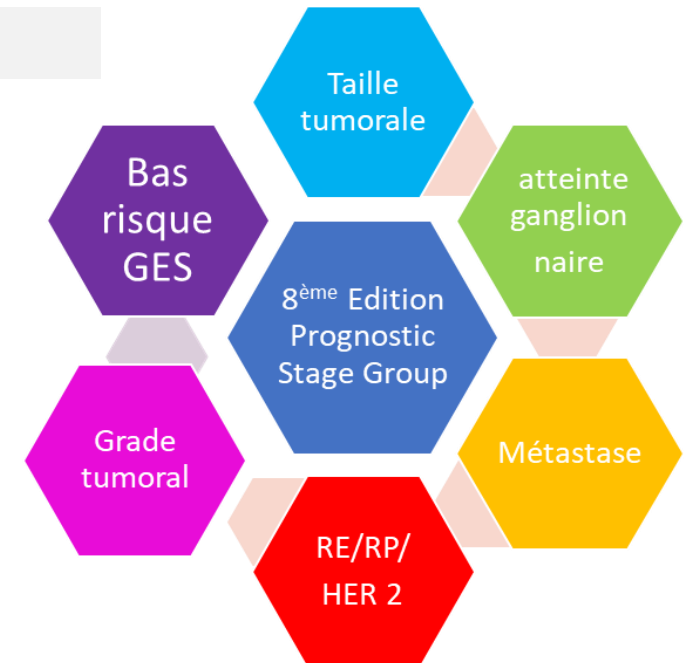 Taille
tumorale
atteinte
ganglion
naire
Métastase
RE/RP/
HER 2
Grade
tumoral
Bas
risque
GES
8ème Edition
Prognostic
Stage Group